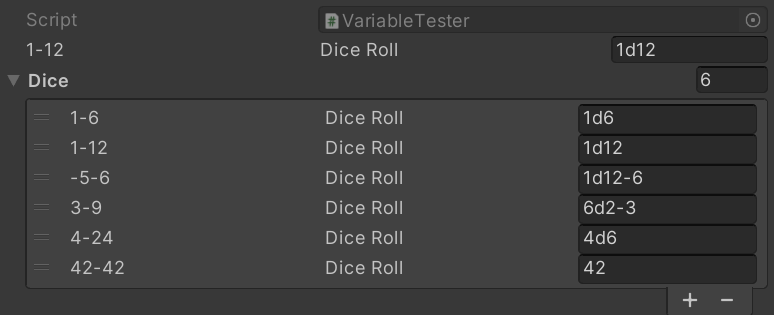 Script VariableTester
1-12 Dice Roll 1d12
Dice 6
1-6 Dice Roll 1d6
1-12 Dice Roll 1d12
-5-6 Dice Roll 1d12-6
3-9 Dice Roll 6d2-3
4-24 Dice Roll 4d6
42-42 Dice Roll 42
+ −